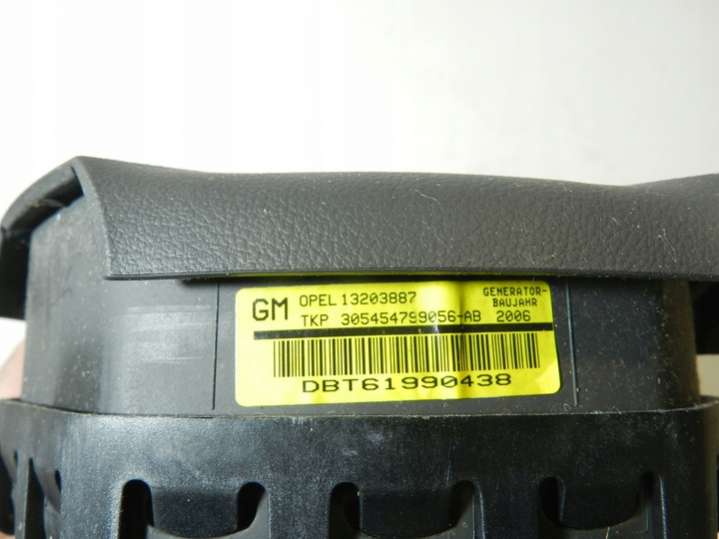 GM OPEL 13203887 GENERATOR-
BAUJAHR
TKP 305454799056-AB 2006
DBT61990438